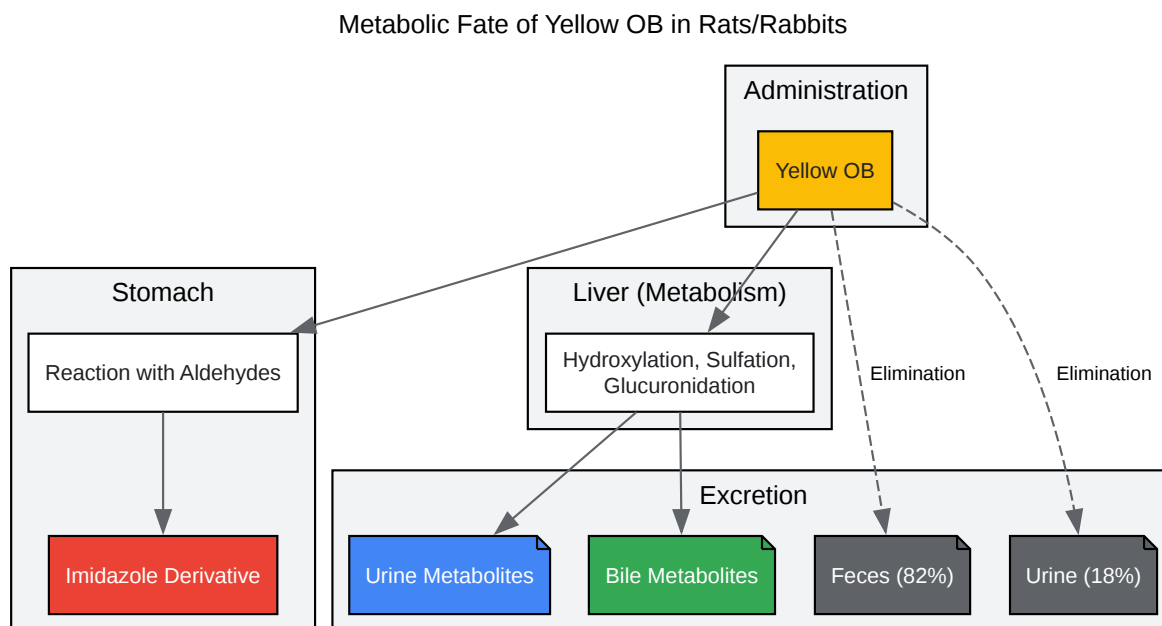 Metabolic Fate of Yellow OB in Rats/Rabbits
Administration
Yellow OB
Stomach
Liver (Metabolism)
Reaction with Aldehydes
Hydroxylation, Sulfation,
Glucuronidation
Elimination
Elimination
Excretion
Imidazole Derivative
Urine Metabolites
Bile Metabolites
Feces (82%)
Urine (18%)